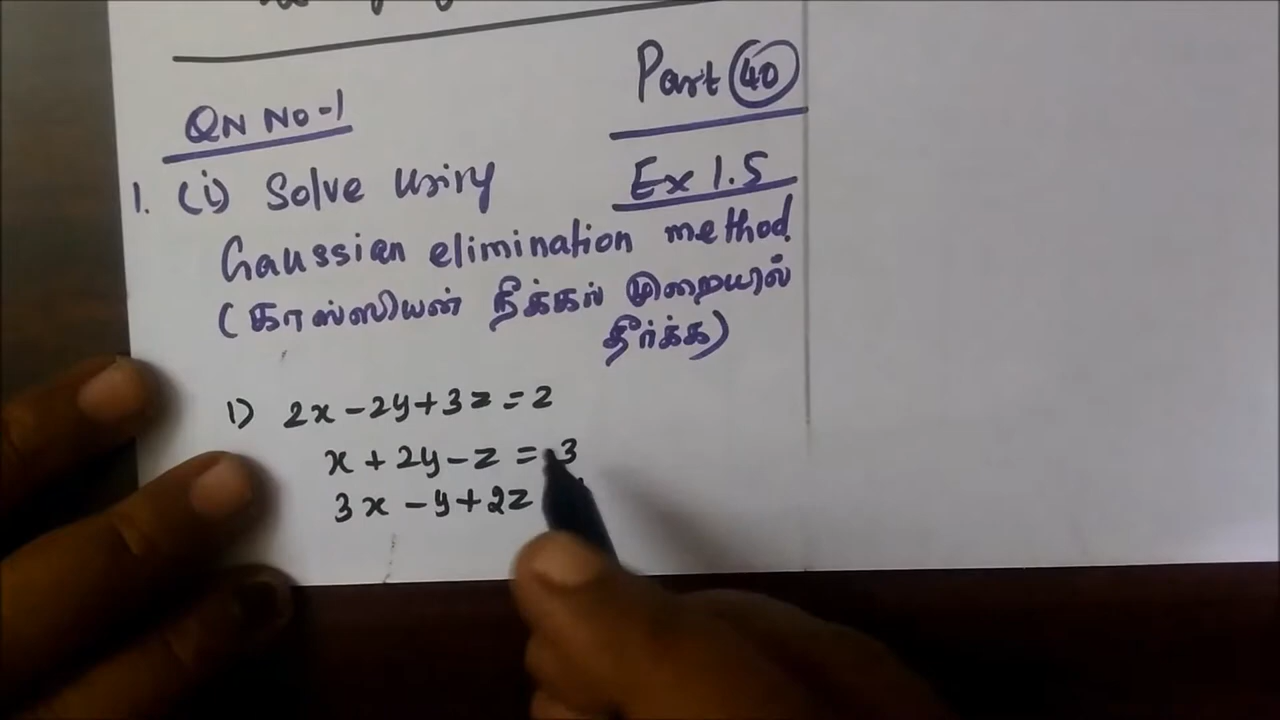 Part 40
QN NO-1
Ex 1.5
1. (i) Solve Using
Gaussian elimination method
(காஸ்ஸியன் நீக்கல் முறையால்
தீர்க்க)
1) 2x - 2y + 3z = 2
x + 2y - z = 3
3x - y + 2z